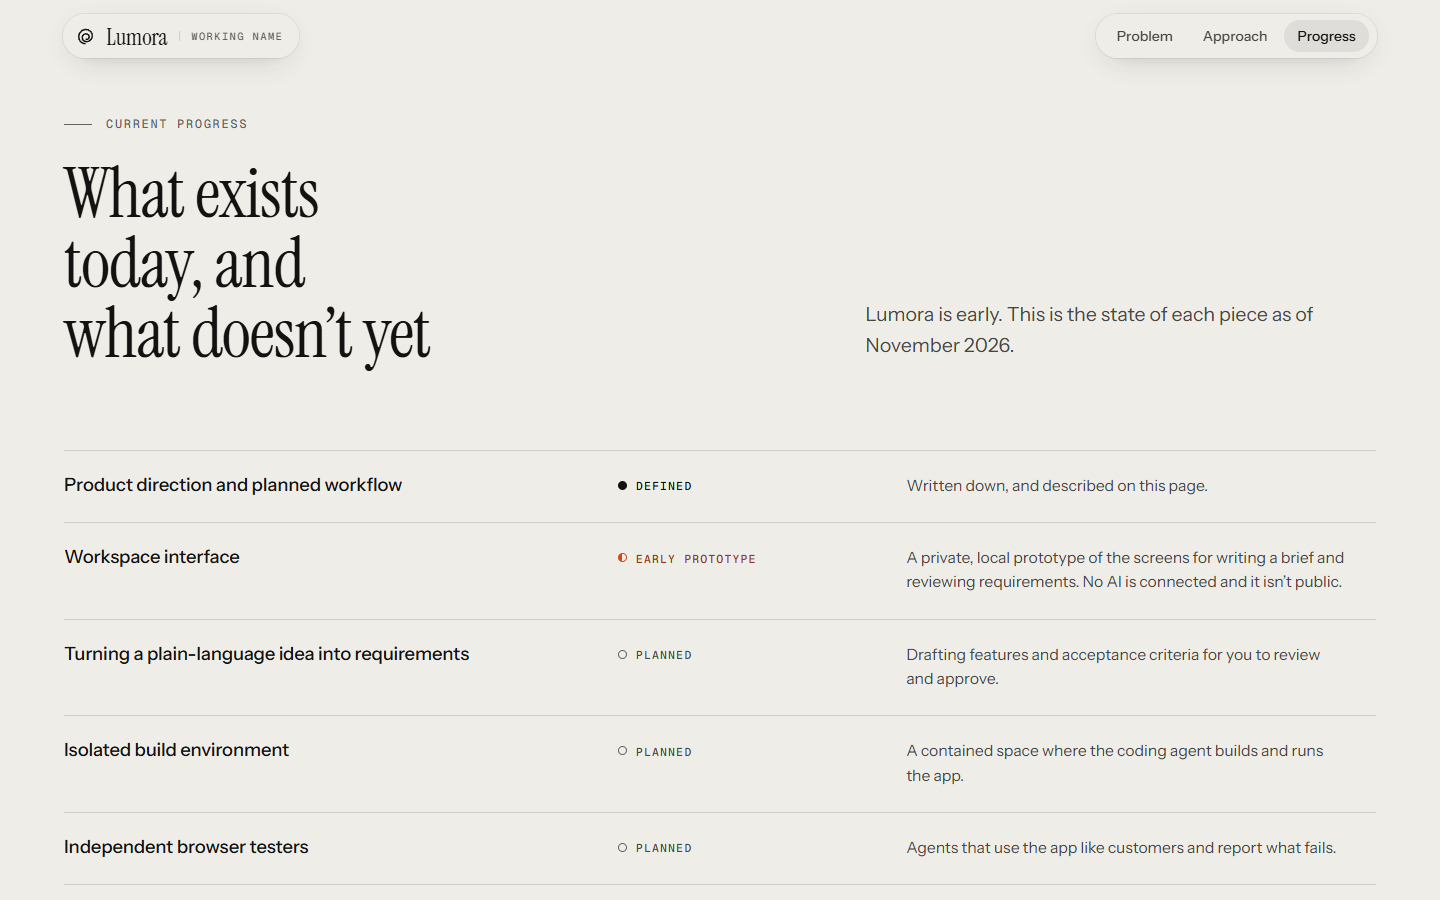 Lumora
WORKING NAME
Problem
Approach
Progress
CURRENT PROGRESS
What exists
today, and
what doesn’t yet
Lumora is early. This is the state of each piece as of
November 2026.
Product direction and planned workflow
DEFINED
Written down, and described on this page.
Workspace interface
EARLY PROTOTYPE
A private, local prototype of the screens for writing a brief and
reviewing requirements. No AI is connected and it isn’t public.
Turning a plain-language idea into requirements
PLANNED
Drafting features and acceptance criteria for you to review
and approve.
Isolated build environment
PLANNED
A contained space where the coding agent builds and runs
the app.
Independent browser testers
PLANNED
Agents that use the app like customers and report what fails.